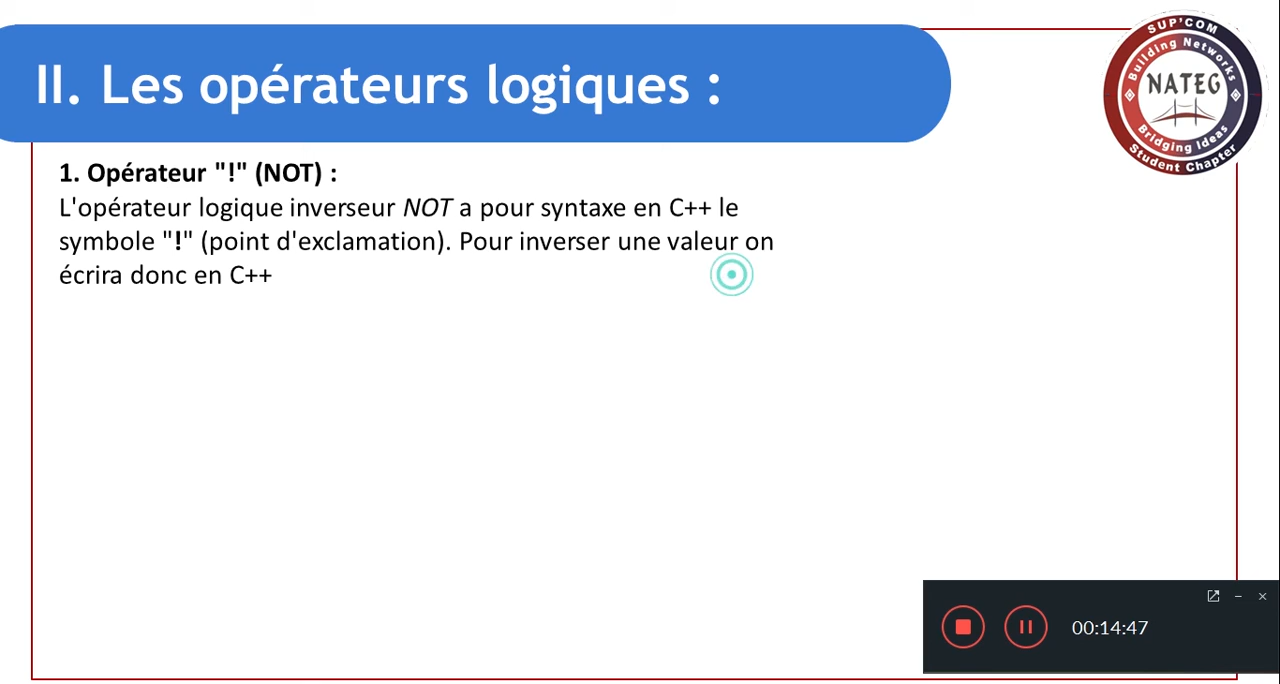 II. Les opérateurs logiques :
SUP'COM
Building Networks
NATEG
Bridging Ideas
Student Chapter
1. Opérateur "!" (NOT) :
L'opérateur logique inverseur NOT a pour syntaxe en C++ le
symbole "!" (point d'exclamation). Pour inverser une valeur on
écrira donc en C++
00:14:47